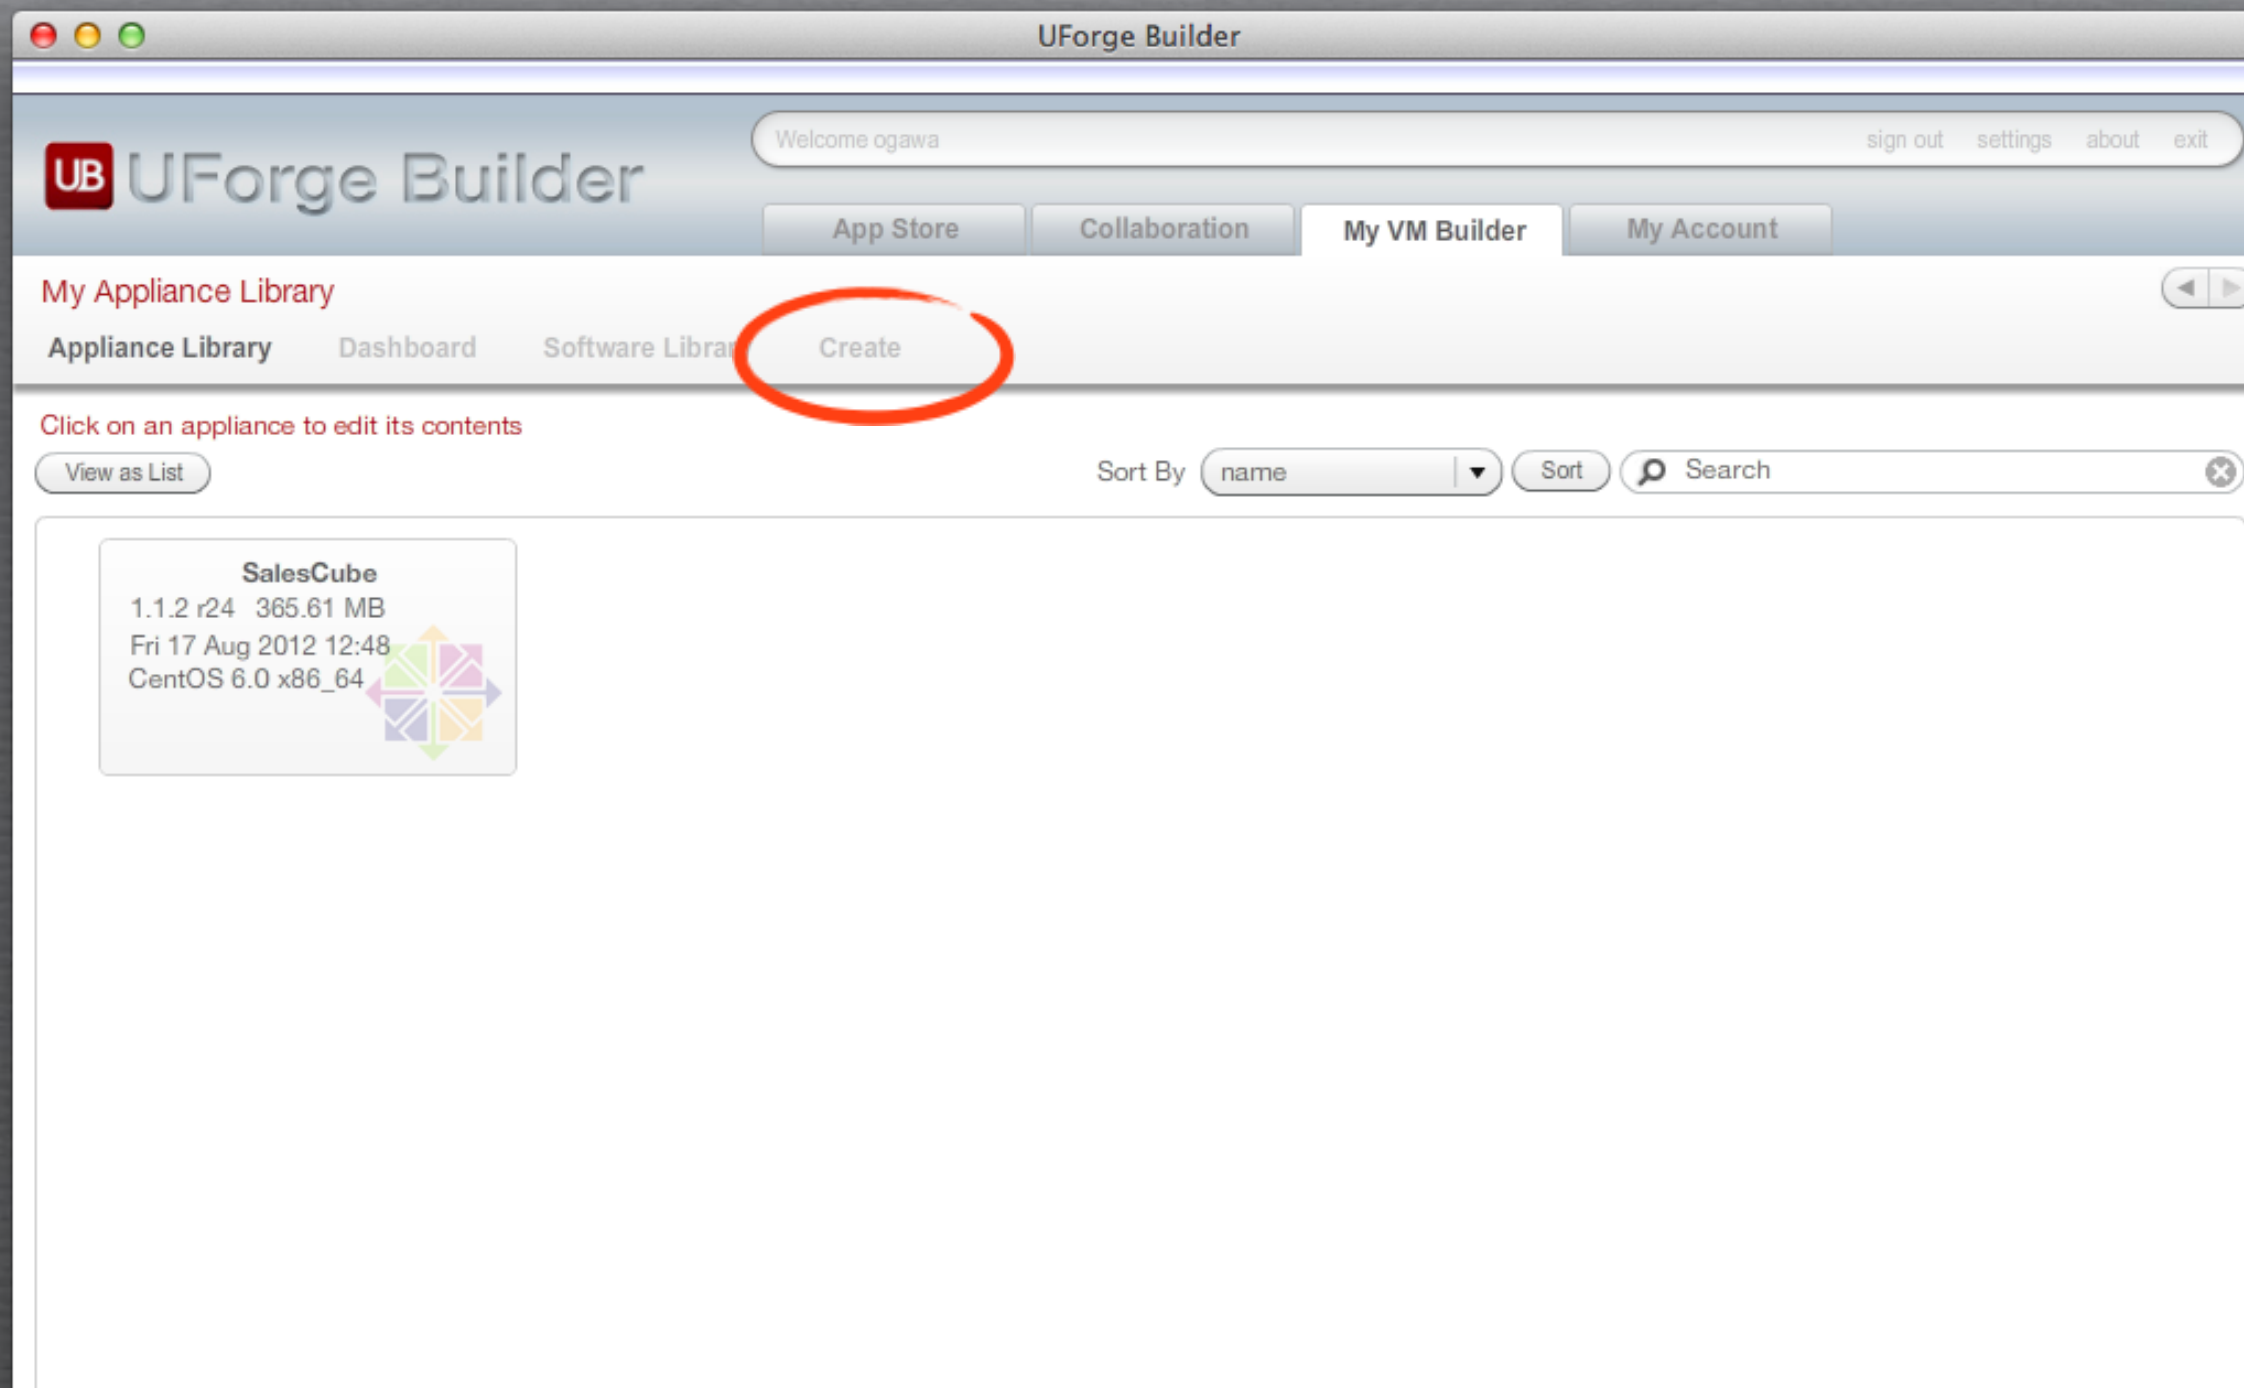 UForge Builder
Welcome ogawa sign out settings about exit
UB UForge Builder
App Store Collaboration My VM Builder My Account
My Appliance Library
Appliance Library Dashboard Software Librar Create
Click on an appliance to edit its contents
View as List Sort By name Sort Search
SalesCube
1.1.2 r24 365.61 MB
Fri 17 Aug 2012 12:48
CentOS 6.0 x86_64